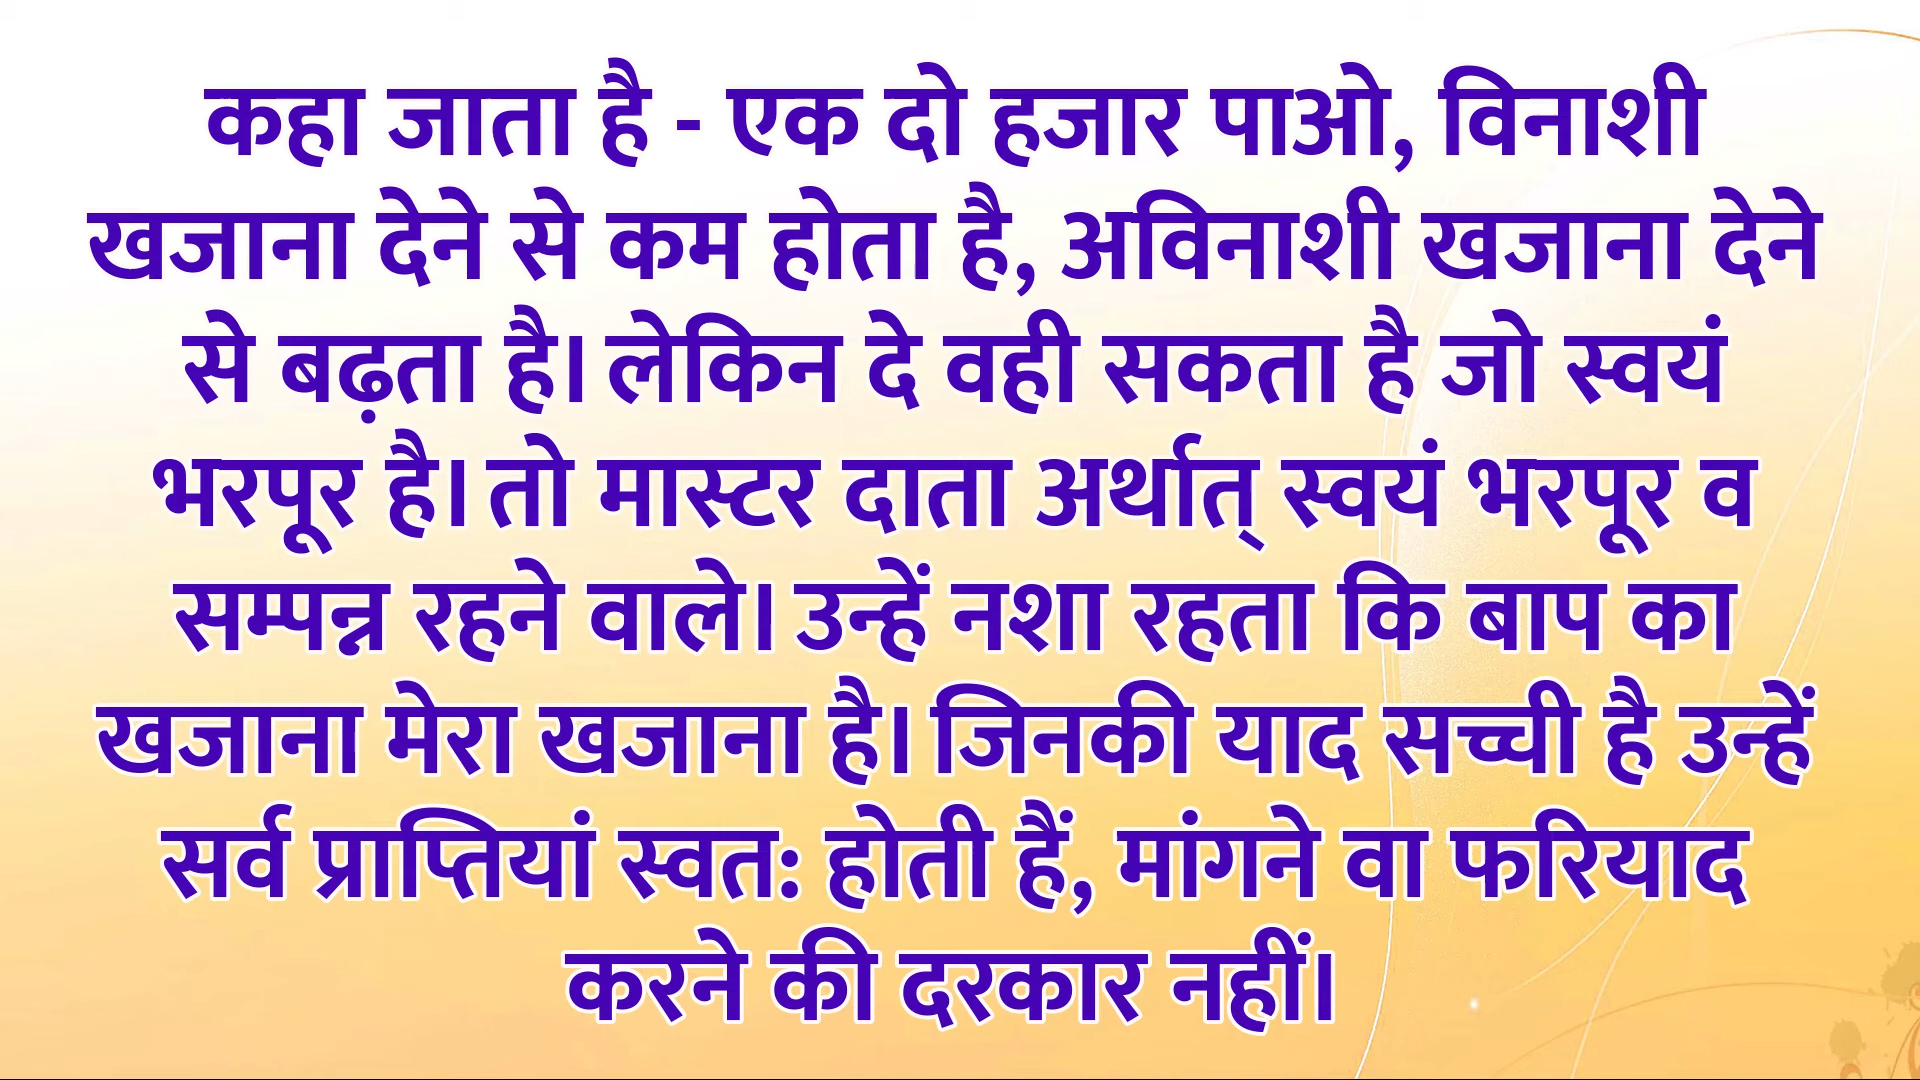 कहा जाता है - एक दो हजार पाओ, विनाशी
खजाना देने से कम होता है, अविनाशी खजाना देने
से बढ़ता है। लेकिन दे वही सकता है जो स्वयं
भरपूर है। तो मास्टर दाता अर्थात् स्वयं भरपूर व
सम्पन्न रहने वाले। उन्हें नशा रहता कि बाप का
खजाना मेरा खजाना है। जिनकी याद सच्ची है उन्हें
सर्व प्राप्तियां स्वत: होती हैं, मांगने वा फरियाद
करने की दरकार नहीं।